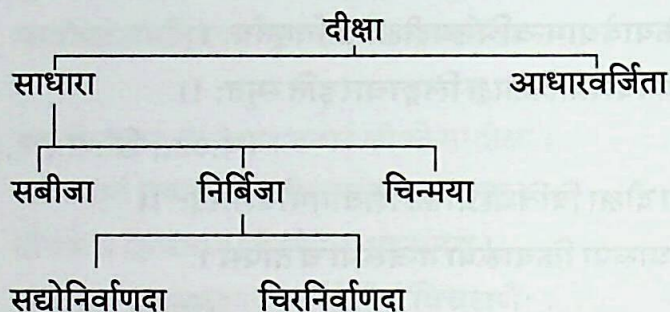 दीक्षा
साधारा आधारवर्जिता
सबीजा निर्बिजा चिन्मया
सद्योनिर्वाणदा चिरनिर्वाणदा